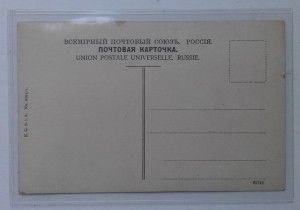 ВСЕМІРНЫЙ ПОЧТОВЫЙ СОЮЗЪ. РОССІЯ.
ПОЧТОВАЯ КАРТОЧКА.
UNION POSTALE UNIVERSELLE, RUSSIE.